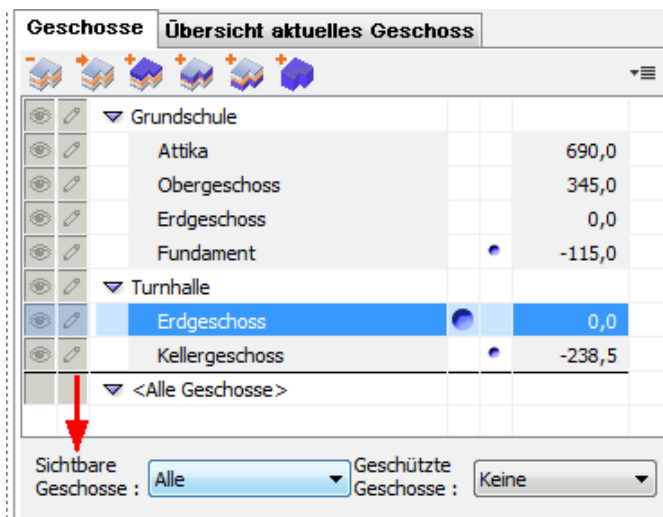 Geschosse Übersicht aktuelles Geschoss
Grundschule
Attika 690,0
Obergeschoss 345,0
Erdgeschoss 0,0
Fundament -115,0
Turnhalle
Erdgeschoss 0,0
Kellergeschoss -238,5
<Alle Geschosse>
Sichtbare Geschosse : Alle
Geschützte Geschosse : Keine